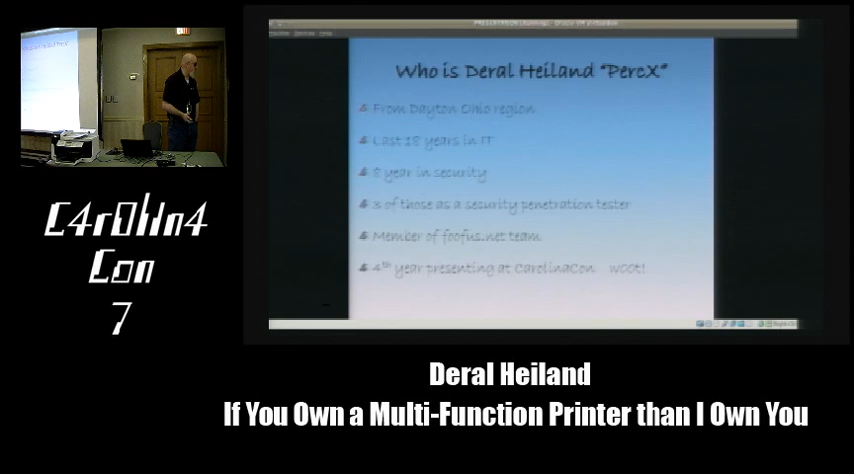 Who is Deral Heiland "PercX"
From Dayton Ohio region
Last 18 years in IT
8 year in security
3 of those as a security penetration tester
Member of foofus.net team
4th year presenting at CarolinaCon w00t!
C4r0l1n4
Con
7
Deral Heiland
If You Own a Multi-Function Printer than I Own You